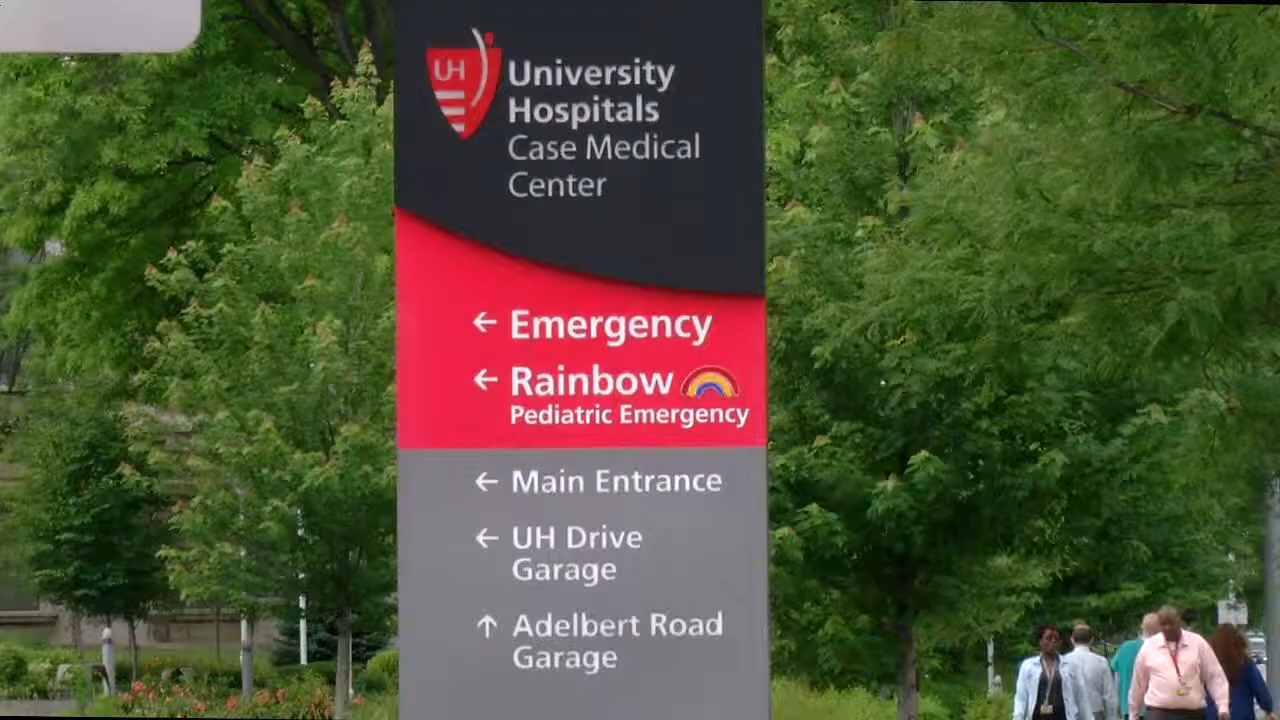 UH
University
Hospitals
Case Medical
Center
← Emergency
← Rainbow
Pediatric Emergency
← Main Entrance
← UH Drive
Garage
↑ Adelbert Road
Garage